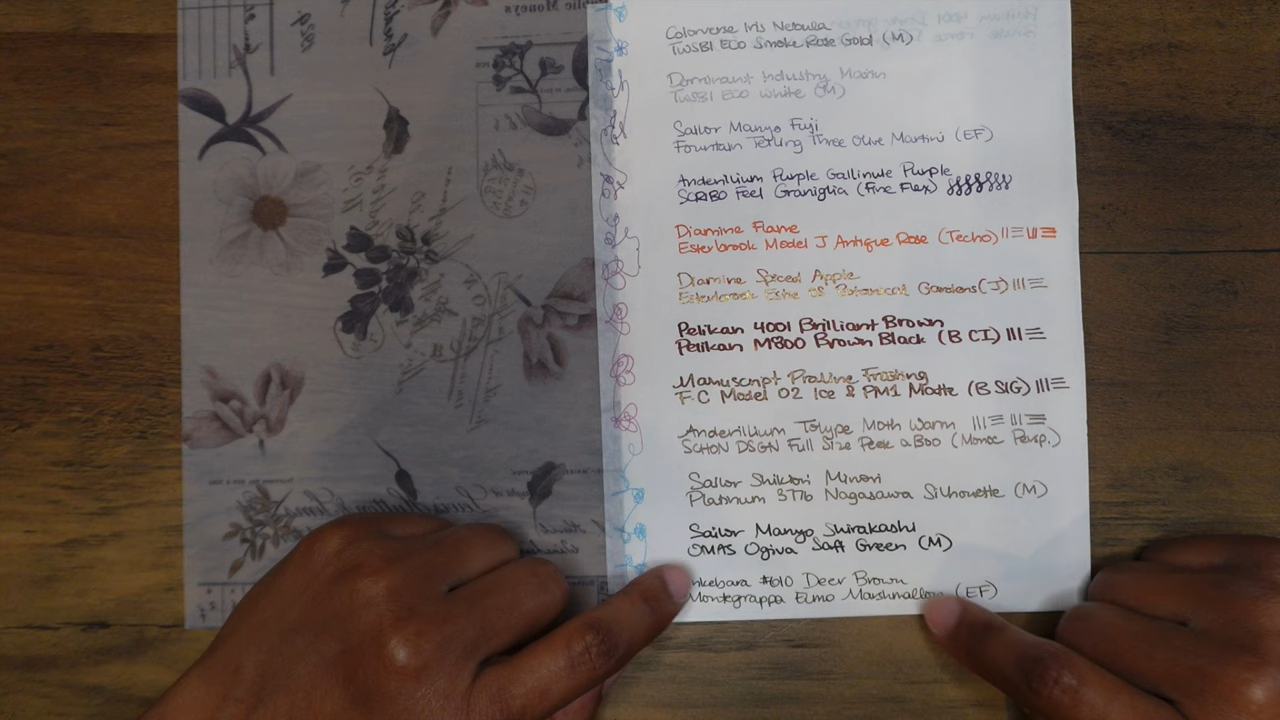 Public Moneys
Colorverse Iris Nebula
TWSBI ECO Smoke Rose Gold (M)
Dominant Industry
TWSBI ECO White (M)
Sailor Manyo Fuji
Fountain Three Olive Martini (EF)
Anderillium Purple Gallinule Purple
SCRIBO Feel Graniglia (Fine Flex)
Diamine Flame
Esterbrook Model J Antique Rose (Techo)
Diamine Spiced Apple
Esterbrook Estie OS Botanical Gardens (J)
Pelikan 4001 Brilliant Brown
Pelikan M800 Brown Black (B CI)
Manuscript Praline Frosting
F-C Model 02 Ice & PM1 Matte (B SIG)
Anderillium Tolype Moth Warm
SCHON DSGN Full Size Peek a Boo (Monoc Persp.)
Sailor Shikiori Minori
Platinum 3776 Nagasawa Silhouette (M)
Sailor Manyo Shirakashi
OMAS Ogiva Saft Green (M)
#610 Deer Brown
Montegrappa Elmo Marshmallow (EF)